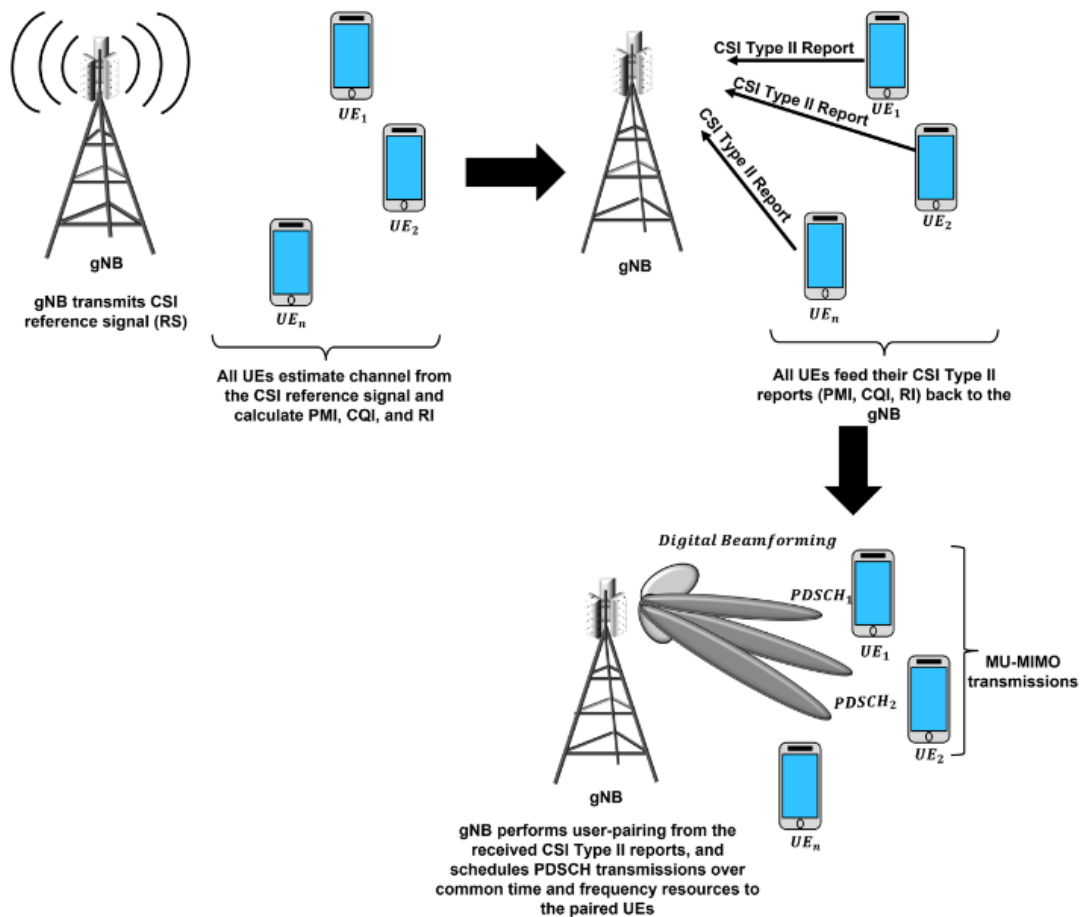 UE₁
UE₂
gNB
UEₙ
gNB transmits CSI
reference signal (RS)
All UEs estimate channel from
the CSI reference signal and
calculate PMI, CQI, and RI
CSI Type II Report
CSI Type II Report
CSI Type II Report
UE₁
UE₂
gNB
UEₙ
All UEs feed their CSI Type II
reports (PMI, CQI, RI) back to the
gNB
Digital Beamforming
PDSCH₁
UE₁
MU-MIMO
transmissions
PDSCH₂
UE₂
gNB
UEₙ
gNB performs user-pairing from the
received CSI Type II reports, and
schedules PDSCH transmissions over
common time and frequency resources to
the paired UEs